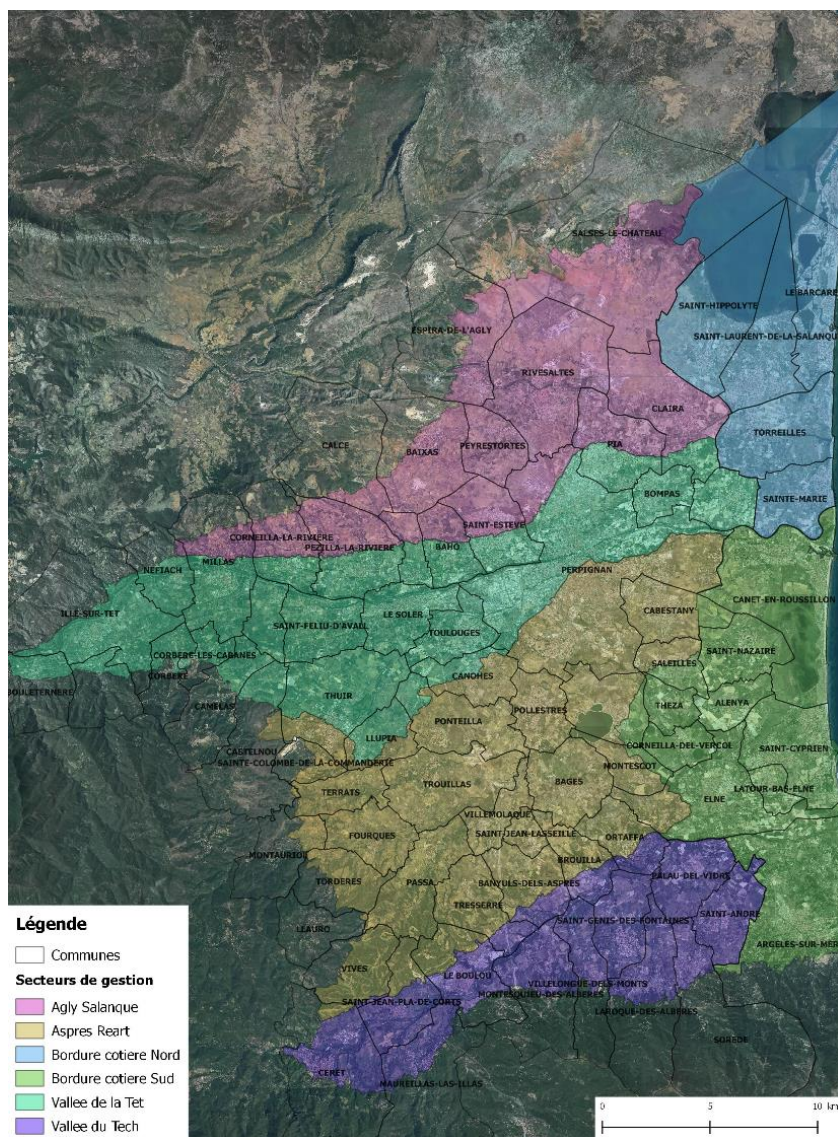 SALSES-LE-CHATEAU
LE BARCARE
SAINT-HIPPOLYTE
ESPIRA-DE-L'AGLY
SAINT-LAURENT-DE-LA-SALANQU
RIVESALTES
CLAIRA
TORREILLES
CALCE
BAIXAS
PEYRESTORTES
PIA
BOMPAS
SAINTE-MARIE
SAINT-ESTEVE
CORNEILLA-LA-RIVIERE
PEZILLA-LA-RIVIERE
BAHO
MILLAS
NEFIACH
PERPIGNAN
CANET-EN-ROUSSILLON
ILLE-SUR-TET
LE SOLER
CABESTANY
SAINT-FELIU-D'AVALL
TOULOUGES
SAINT-NAZAIRE
CORBERE-LES-CABANES
SALEILLES
CORBERE
CANOHES
BOULETERNERE
THUIR
THEZA
ALENYA
CAMELAS
POLLESTRES
PONTEILLA
LLUPIA
CORNEILLA-DEL-VERCOL
SAINT-CYPRIEN
CASTELNOU
SAINTE-COLOMBE-DE-LA-COMMANDERIE
MONTESCOT
TROUILLAS
BAGES
LATOUR-BAS-ELNE
TERRATS
ELNE
VILLEMOLAQUE
FOURQUES
SAINT-JEAN-LASSEILLE
ORTAFFA
MONTAURIOL
BROUILLA
PALAU-DEL-VIDRE
TORDERES
PASSA
BANYULS-DELS-ASPRES
TRESSERRE
SAINT-GENIS-DES-FONTAINES
SAINT-ANDRE
LLAURO
ARGELES-SUR-MER
VIVES
LE BOULOU
VILLELONGUE-DELS-MONTS
MONTESQUIEU-DES-ALBERES
SAINT-JEAN-PLA-DE-CORTS
LAROQUE-DES-ALBERES
SOREDE
CERET
MAUREILLAS-LAS-ILLAS
Légende
Communes
Secteurs de gestion
Agly Salanque
Aspres Reart
Bordure cotiere Nord
Bordure cotiere Sud
Vallee de la Tet
Vallee du Tech
0 5 10 km